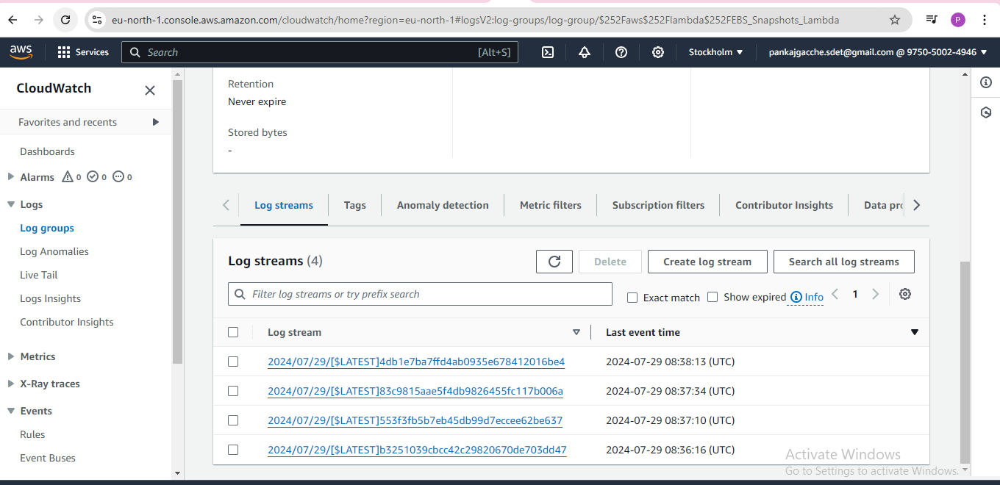 eu-north-1.console.aws.amazon.com/cloudwatch/home?region=eu-north-1#logsV2:log-groups/log-group/$252Faws$252Flambda$252FEBS_Snapshots_Lambda
P
aws Services Search [Alt+S] Stockholm pankajgacche.sdet@gmail.com @ 9750-5002-4946
CloudWatch
Favorites and recents
Dashboards
Alarms 0 0 0
Logs
Log groups
Log Anomalies
Live Tail
Logs Insights
Contributor Insights
Metrics
X-Ray traces
Events
Rules
Event Buses
Retention
Never expire
Stored bytes
-
Log streams Tags Anomaly detection Metric filters Subscription filters Contributor Insights Data pro
Log streams (4) Delete Create log stream Search all log streams
Filter log streams or try prefix search Exact match Show expired Info 1
Log stream Last event time
2024/07/29/[$LATEST]4db1e7ba7ffd4ab0935e678412016be4 2024-07-29 08:38:13 (UTC)
2024/07/29/[$LATEST]83c9815aae5f4db9826455fc117b006a 2024-07-29 08:37:34 (UTC)
2024/07/29/[$LATEST]553f3fb5b7eb45db99d7eccee62be637 2024-07-29 08:37:10 (UTC)
2024/07/29/[$LATEST]b3251039cbcc42c29820670de703dd47 2024-07-29 08:36:16 (UTC)
Activate Windows
Go to Settings to activate Windows.